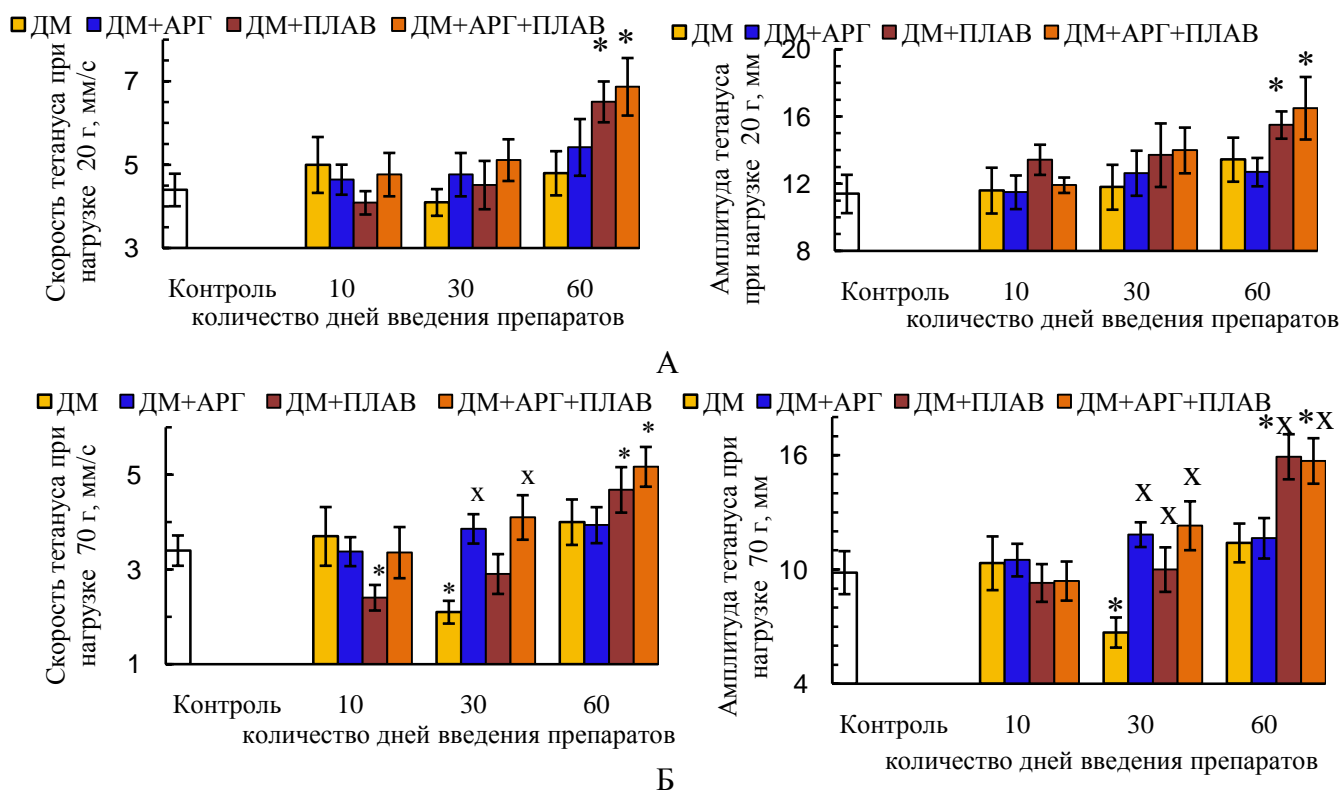 ДМ ДМ+АРГ ДМ+ПЛАВ ДМ+АРГ+ПЛАВ
Скорость тетануса при
нагрузке 20 г, мм/с
7
5
3
* *
Контроль 10 30 60
количество дней введения препаратов
ДМ ДМ+АРГ ДМ+ПЛАВ ДМ+АРГ+ПЛАВ
Амплитуда тетануса
при нагрузке 20 г, мм
20
16
12
8
* *
Контроль 10 30 60
количество дней введения препаратов
А
ДМ ДМ+АРГ ДМ+ПЛАВ ДМ+АРГ+ПЛАВ
Скорость тетануса при
нагрузке 70 г, мм/с
5
3
1
* * x x * *
Контроль 10 30 60
количество дней введения препаратов
ДМ ДМ+АРГ ДМ+ПЛАВ ДМ+АРГ+ПЛАВ
Амплитуда тетануса при
нагрузке 70 г, мм
16
10
4
* x x x *x *x
Контроль 10 30 60
количество дней введения препаратов
Б